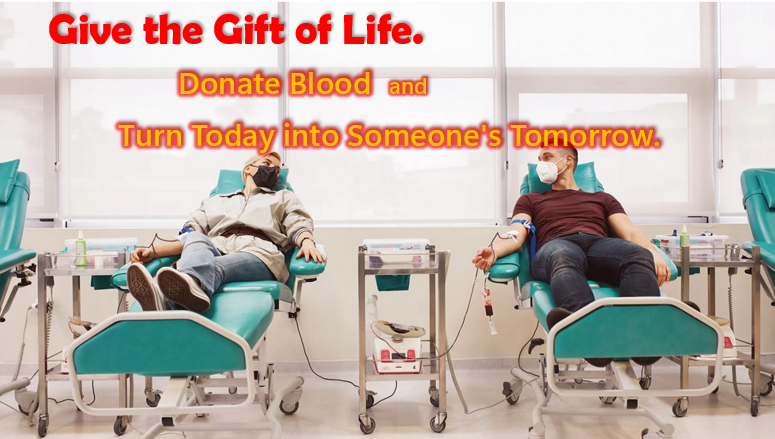 Give the Gift of Life.
Donate Blood and
Turn Today into Someone's Tomorrow.